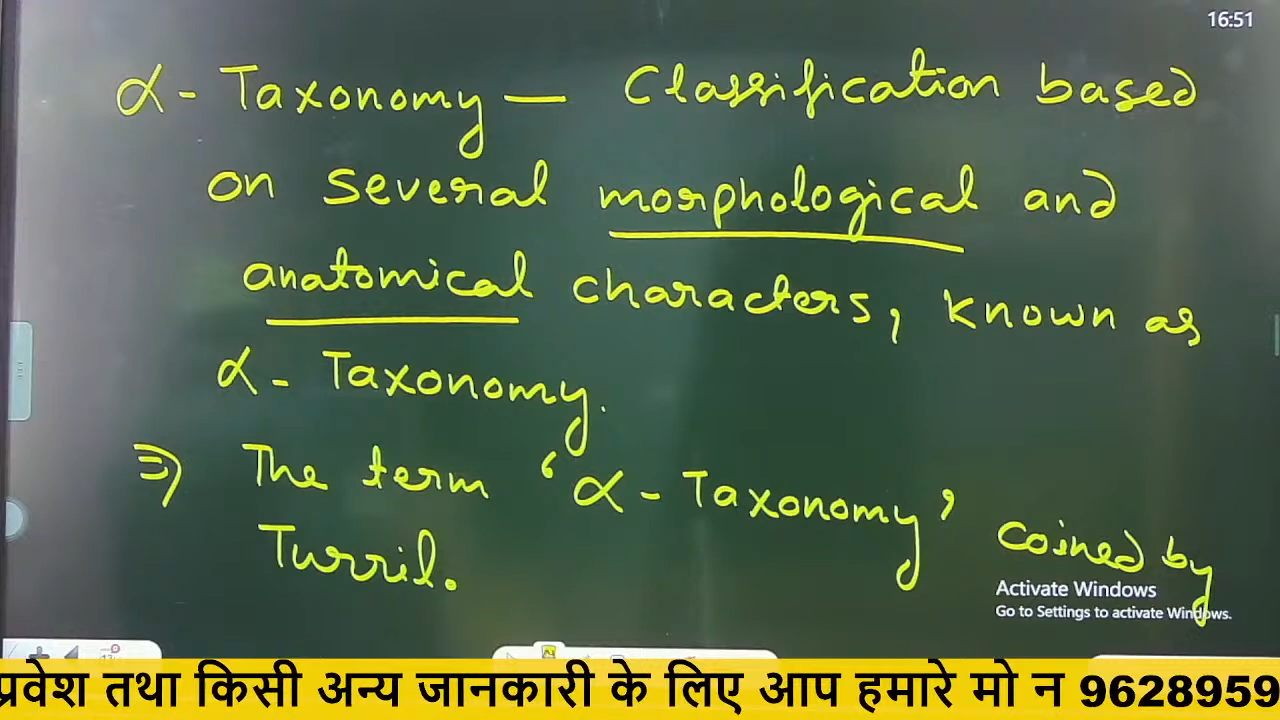 16:51
α - Taxonomy — Classification based
on several morphological and
anatomical characters, known as
α - Taxonomy.
⇒ The term ‘α - Taxonomy’ coined by
Turril.
Activate Windows
Go to Settings to activate Windows.
प्रवेश तथा किसी अन्य जानकारी के लिए आप हमारे मो न 9628959